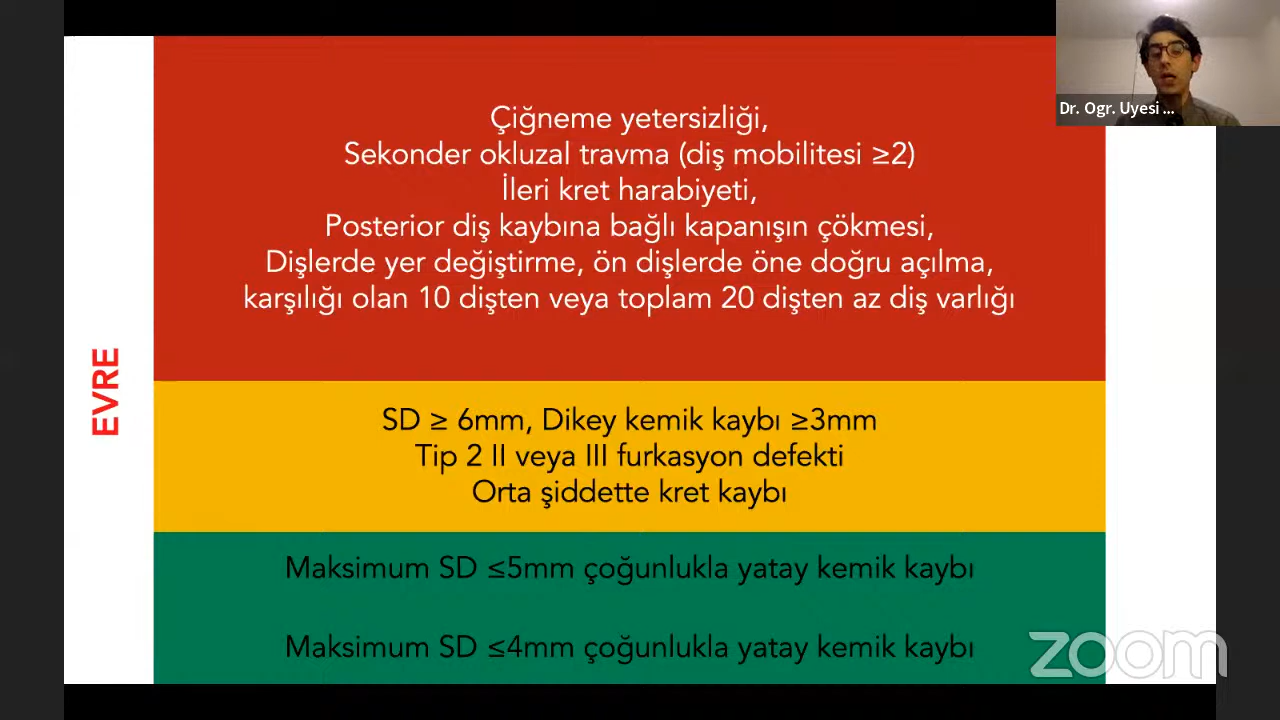 Dr. Ogr. Uyesi ...
Çiğneme yetersizliği,
Sekonder okluzal travma (diş mobilitesi ≥2)
İleri kret harabiyeti,
Posterior diş kaybına bağlı kapanışın çökmesi,
Dişlerde yer değiştirme, ön dişlerde öne doğru açılma,
karşılığı olan 10 dişten veya toplam 20 dişten az diş varlığı
EVRE
SD ≥ 6mm, Dikey kemik kaybı ≥3mm
Tip 2 II veya III furkasyon defekti
Orta şiddette kret kaybı
Maksimum SD ≤5mm çoğunlukla yatay kemik kaybı
Maksimum SD ≤4mm çoğunlukla yatay kemik kaybı
zoom